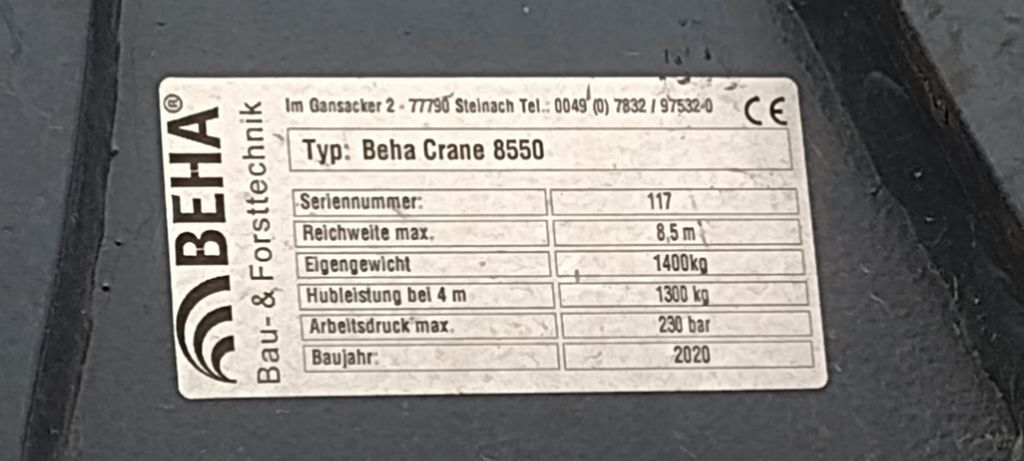 BEHA®
Bau- & Forsttechnik
Im Gansacker 2 - 77790 Steinach Tel.: 0049 (0) 7832 / 97532-0
CE
Typ: Beha Crane 8550
Seriennummer: 117
Reichweite max. 8,5 m
Eigengewicht 1400kg
Hubleistung bei 4 m 1300 kg
Arbeitsdruck max. 230 bar
Baujahr: 2020